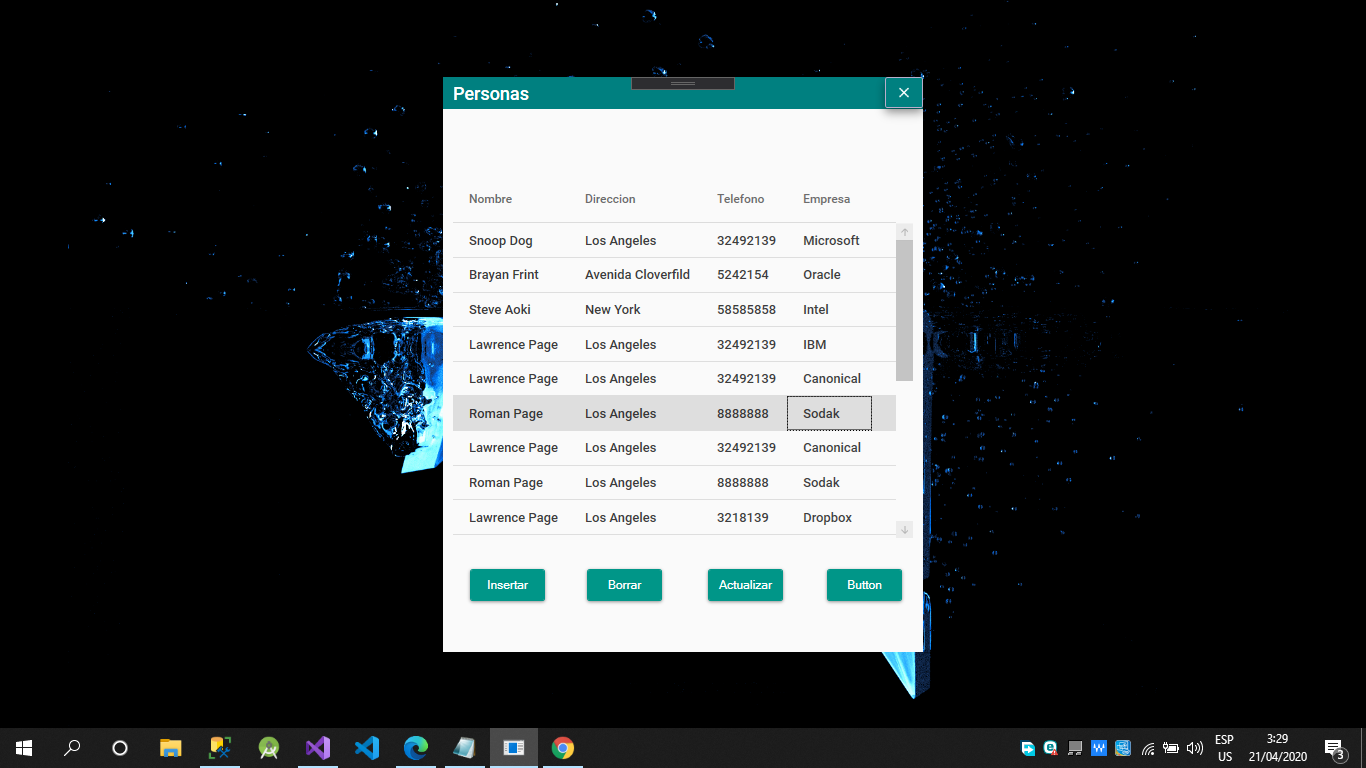 Personas
Nombre Direccion Telefono Empresa
Snoop Dog Los Angeles 32492139 Microsoft
Brayan Frint Avenida Cloverfild 5242154 Oracle
Steve Aoki New York 58585858 Intel
Lawrence Page Los Angeles 32492139 IBM
Lawrence Page Los Angeles 32492139 Canonical
Roman Page Los Angeles 8888888 Sodak
Lawrence Page Los Angeles 32492139 Canonical
Roman Page Los Angeles 8888888 Sodak
Lawrence Page Los Angeles 3218139 Dropbox
Insertar Borrar Actualizar Button
ESP 3:29
US 21/04/2020 3